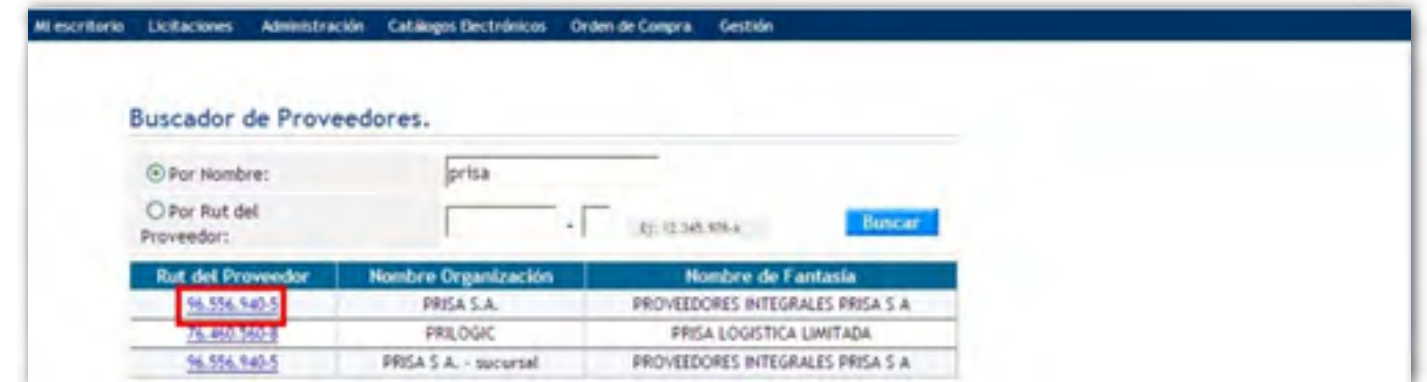 Mi escritorio Licitaciones Administración Catálogos Electrónicos Orden de Compra Gestión
Buscador de Proveedores.
Por Nombre: prisa
Por Rut del
Proveedor: - Ej: Buscar
Rut del Proveedor Nombre Organización Nombre de Fantasía
96.556.940-5 PRISA S.A. PROVEEDORES INTEGRALES PRISA S A
PRILOGIC PRISA LOGISTICA LIMITADA
96.556.940-5 PRISA S A. - sucursal PROVEEDORES INTEGRALES PRISA S A